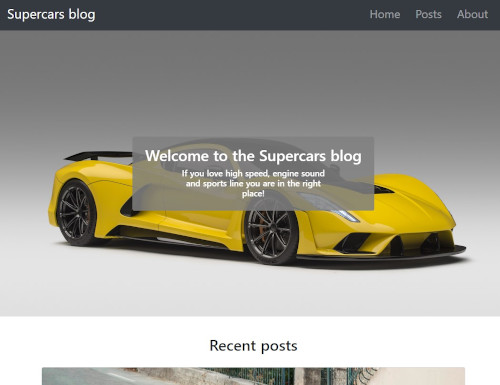 Supercars blog
Home Posts About
Welcome to the Supercars blog
If you love high speed, engine sound
and sports line you are in the right
place!
Recent posts